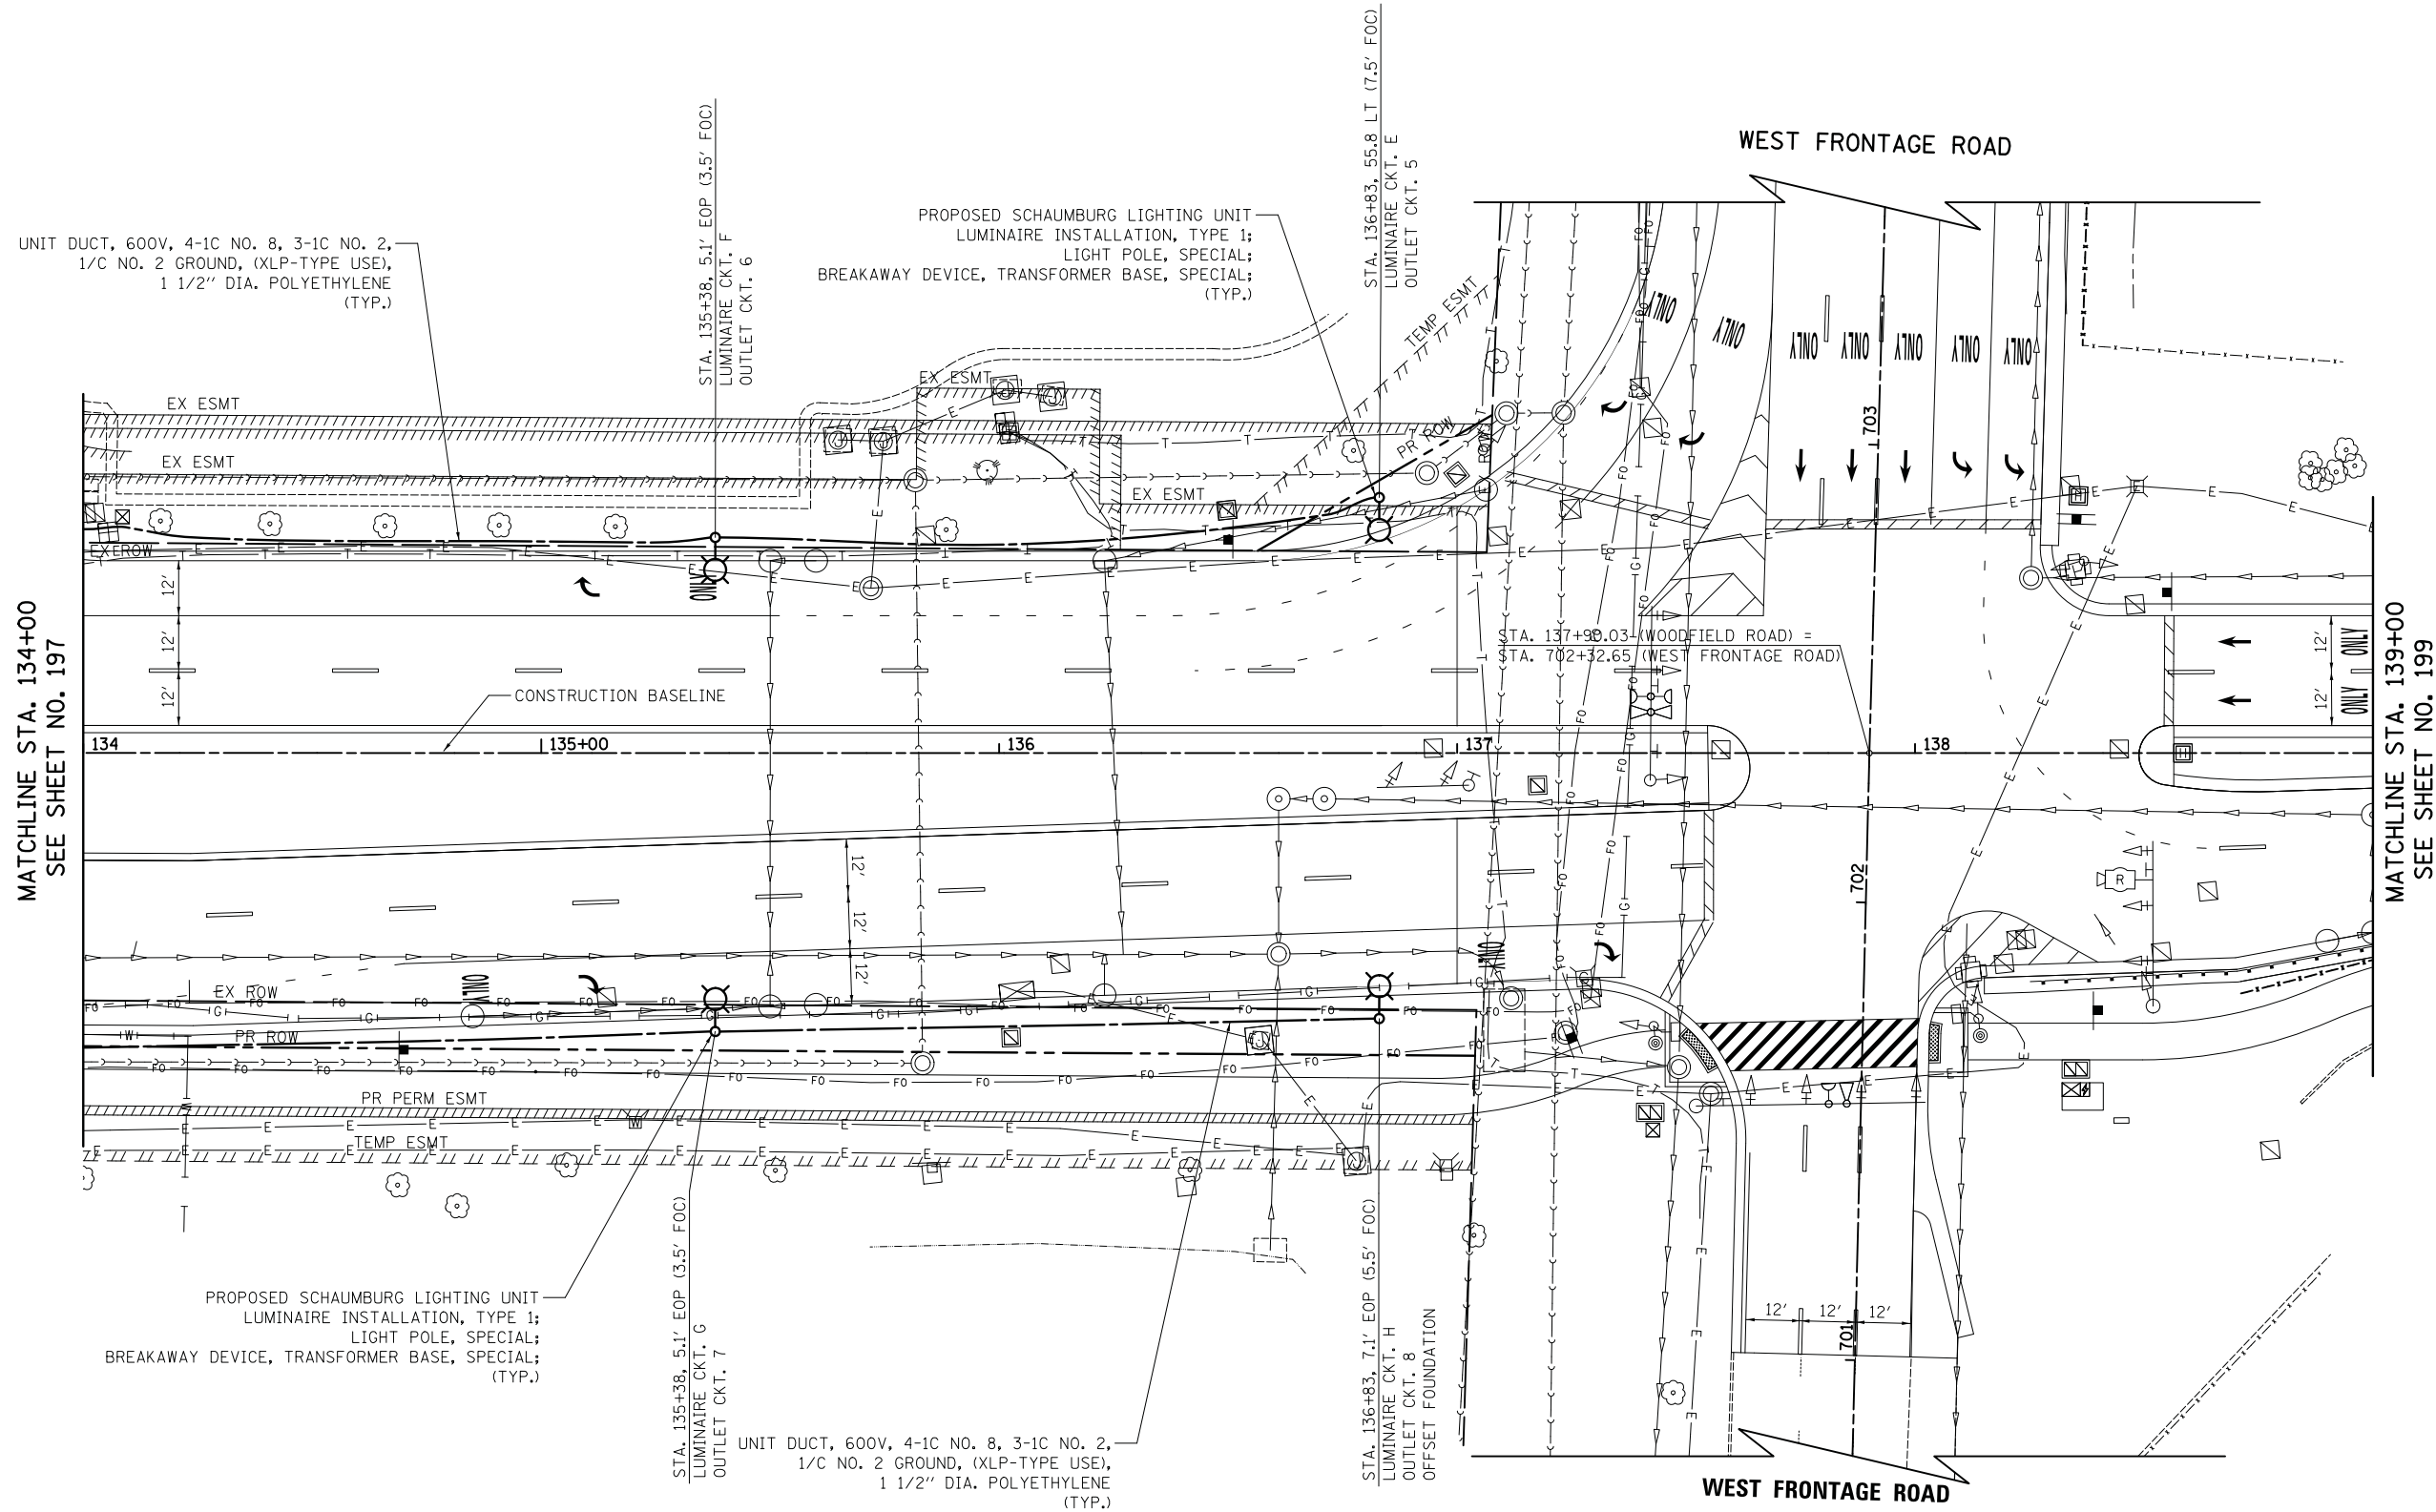 WEST FRONTAGE ROAD
UNIT DUCT, 600V, 4-1C NO. 8, 3-1C NO. 2,
1/C NO. 2 GROUND, (XLP-TYPE USE),
1 1/2" DIA. POLYETHYLENE
(TYP.)
STA. 135+38, 5.1' EOP (3.5' FOC)
LUMINAIRE CKT. F
OUTLET CKT. 6
PROPOSED SCHAUMBURG LIGHTING UNIT
LUMINAIRE INSTALLATION, TYPE 1;
LIGHT POLE, SPECIAL;
BREAKAWAY DEVICE, TRANSFORMER BASE, SPECIAL;
(TYP.)
STA. 136+83, 55.8 LT (7.5' FOC)
LUMINAIRE CKT. E
OUTLET CKT. 5
TEMP ESMT
ONLY
ONLY
ONLY
ONLY
ONLY
ONLY
ONLY
703
EX ESMT
EX ESMT
EX ESMT
EX ESMT
PR ROW
ROW
ONLY
12'
12'
12'
MATCHLINE STA. 134+00
SEE SHEET NO. 197
CONSTRUCTION BASELINE
134
135+00
136
137
138
STA. 137+90.03 (WOODFIELD ROAD) =
STA. 702+32.65 (WEST FRONTAGE ROAD)
12'
12'
ONLY
ONLY
MATCHLINE STA. 139+00
SEE SHEET NO. 199
12'
12'
12'
702
R
ONLY
ONLY
EX ROW
PR ROW
PR PERM ESMT
TEMP ESMT
PROPOSED SCHAUMBURG LIGHTING UNIT
LUMINAIRE INSTALLATION, TYPE 1;
LIGHT POLE, SPECIAL;
BREAKAWAY DEVICE, TRANSFORMER BASE, SPECIAL;
(TYP.)
STA. 135+38, 5.1' EOP (3.5' FOC)
LUMINAIRE CKT. G
OUTLET CKT. 7
UNIT DUCT, 600V, 4-1C NO. 8, 3-1C NO. 2,
1/C NO. 2 GROUND, (XLP-TYPE USE),
1 1/2" DIA. POLYETHYLENE
(TYP.)
STA. 136+83, 7.1' EOP (5.5' FOC)
LUMINAIRE CKT. H
OUTLET CKT. 8
OFFSET FOUNDATION
12'
12'
12'
701
WEST FRONTAGE ROAD